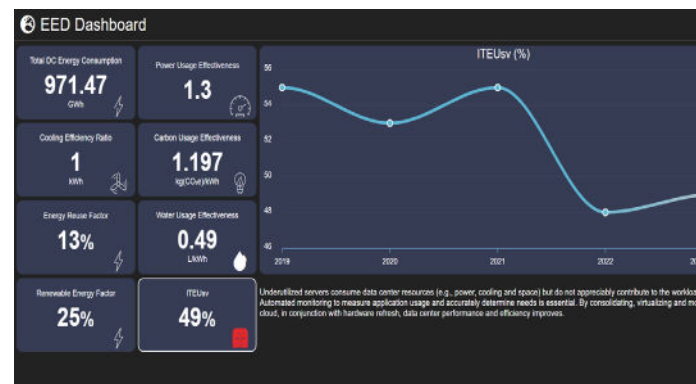 EED Dashboard
Total DC Energy Consumption
971.47
GWh
Power Usage Effectiveness
1.3
Cooling Efficiency Ratio
1
kWh
Carbon Usage Effectiveness
1.197
kg(CO₂e)/kWh
Energy Reuse Factor
13%
Water Usage Effectiveness
0.49
L/kWh
Renewable Energy Factor
25%
ITEUsv
49%
ITEUsv (%)
56
54
52
50
48
46
2019
2020
2021
2022
Underutilized servers consume data center resources (e.g., power, cooling and space) but do not appreciably contribute to the
Automated monitoring to measure application usage and accurately determine needs is essential. By consolidating, virtualizing and
cloud, in conjunction with hardware refresh, data center performance and efficiency improves.